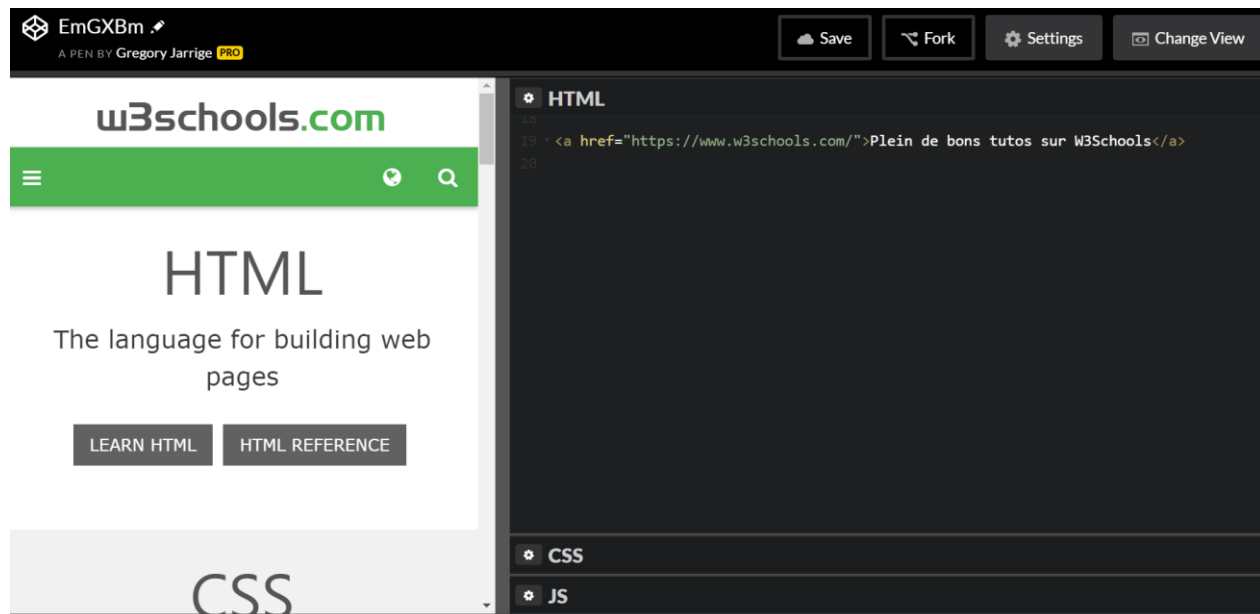 EmGXBm
A PEN BY Gregory Jarrige PRO
Save
Fork
Settings
Change View
w3schools.com
HTML
The language for building web
pages
LEARN HTML
HTML REFERENCE
CSS
HTML
18
19 <a href="https://www.w3schools.com/">Plein de bons tutos sur W3Schools</a>
20
CSS
JS